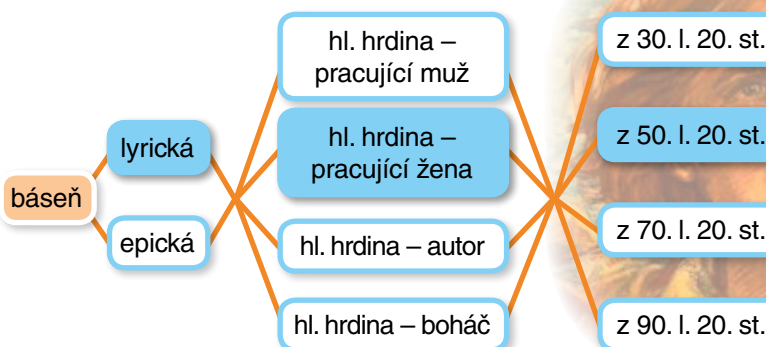 báseň
lyrická
epická
hl. hrdina –
pracující muž
hl. hrdina –
pracující žena
hl. hrdina – autor
hl. hrdina – boháč
z 30. l. 20. st.
z 50. l. 20. st.
z 70. l. 20. st.
z 90. l. 20. st.